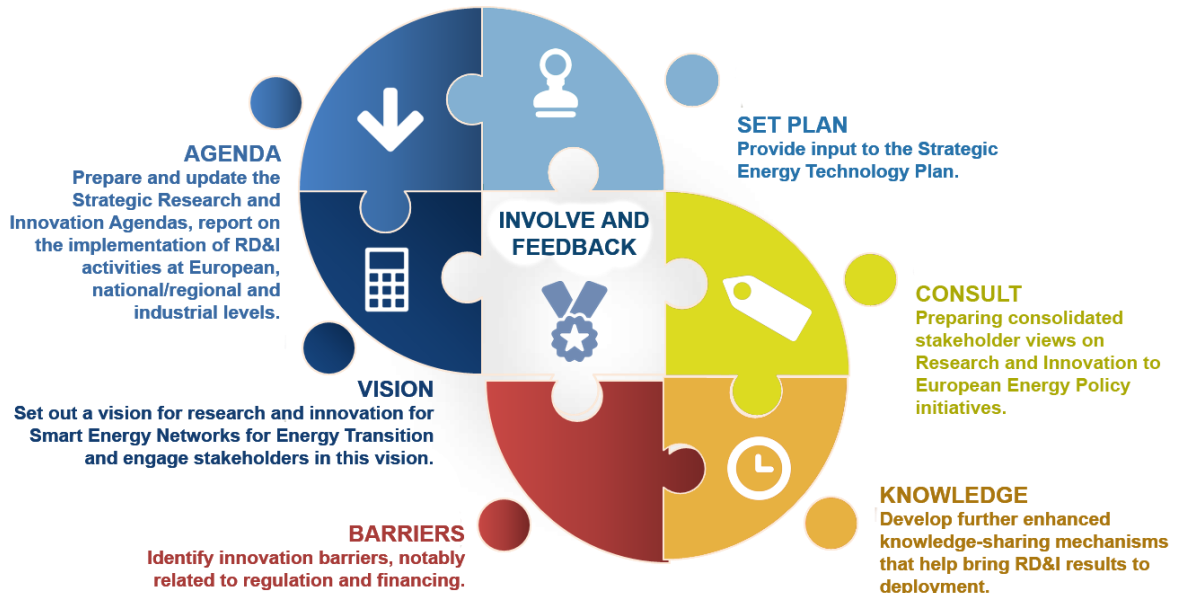 AGENDA
Prepare and update the
Strategic Research and
Innovation Agendas, report on
the implementation of RD&I
activities at European,
national/regional and
industrial levels.
SET PLAN
Provide input to the Strategic
Energy Technology Plan.
INVOLVE AND
FEEDBACK
CONSULT
Preparing consolidated
stakeholder views on
Research and Innovation to
European Energy Policy
initiatives.
VISION
Set out a vision for research and innovation for
Smart Energy Networks for Energy Transition
and engage stakeholders in this vision.
KNOWLEDGE
Develop further enhanced
knowledge-sharing mechanisms
that help bring RD&I results to
deployment.
BARRIERS
Identify innovation barriers, notably
related to regulation and financing.